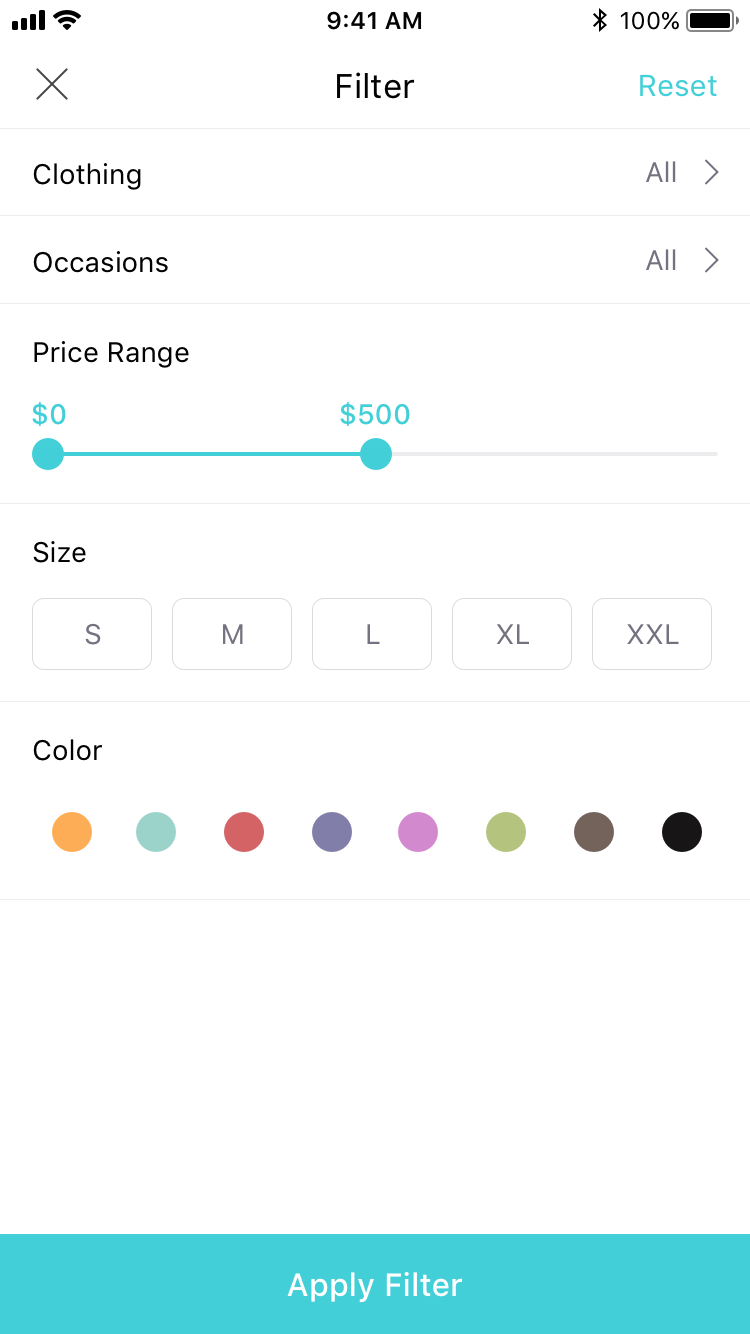 9:41 AM 100%
Filter Reset
Clothing All
Occasions All
Price Range
$0 $500
Size
S M L XL XXL
Color
Apply Filter